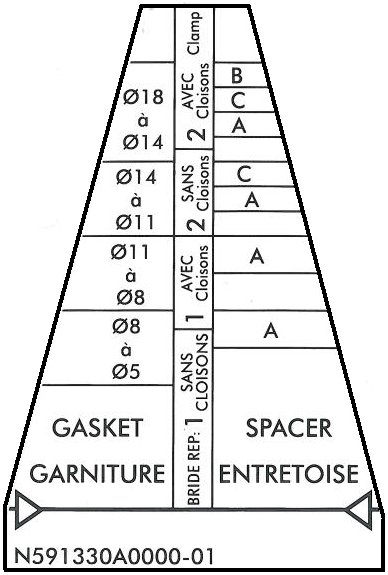 Clamp
AVEC
Cloisons
2
Ø18
à
Ø14
B
C
A
SANS
Cloisons
2
Ø14
à
Ø11
C
A
AVEC
Cloisons
1
Ø11
à
Ø8
A
Ø8
à
Ø5
A
BRIDE REP: 1 SANS
CLOISONS
GASKET
SPACER
GARNITURE
ENTRETOISE
N591330A0000-01